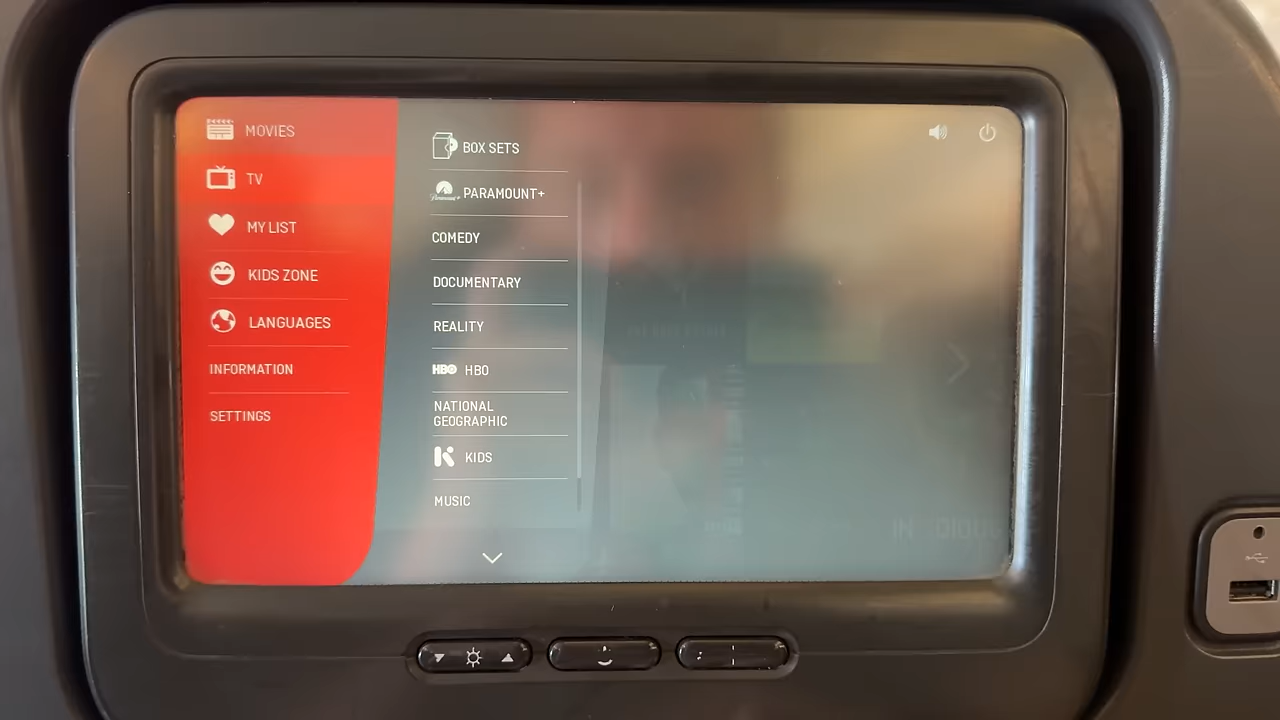 MOVIES
TV
MY LIST
KIDS ZONE
LANGUAGES
INFORMATION
SETTINGS
BOX SETS
Paramount+ PARAMOUNT+
COMEDY
DOCUMENTARY
REALITY
HBO HBO
NATIONAL
GEOGRAPHIC
K KIDS
MUSIC